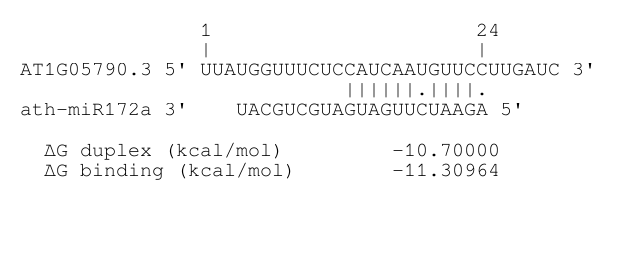 1 24
| |
AT1G05790.3 5' UUAUGGUUUCUCCAUCAAUGUUCCUUGAUC 3'
||||||.||||.
ath-miR172a 3' UACGUCGUAGUAGUUCUAAGA 5'
ΔG duplex (kcal/mol) -10.70000
ΔG binding (kcal/mol) -11.30964